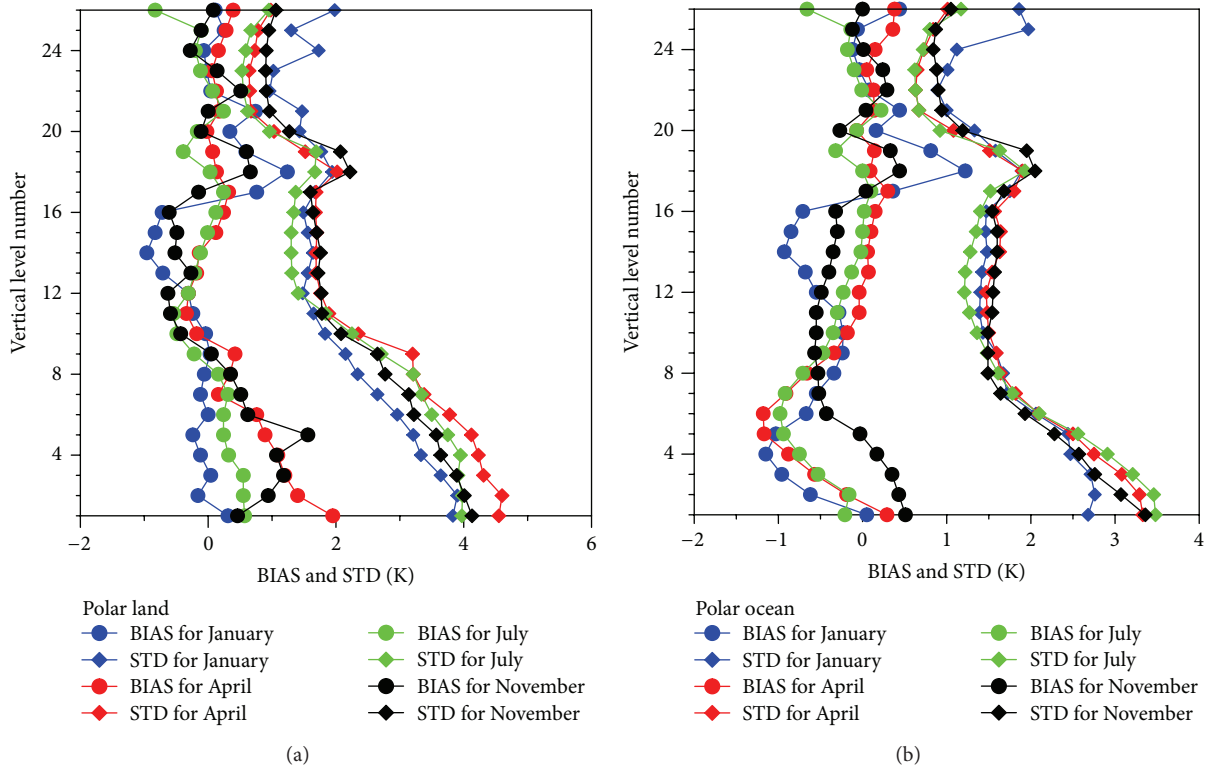 24
20
16
12
8
4
Vertical level number
−2
0
2
4
6
BIAS and STD (K)
Polar land
BIAS for January
STD for January
BIAS for April
STD for April
BIAS for July
STD for July
BIAS for November
STD for November
(a)
24
20
16
12
8
4
Vertical level number
−2
−1
0
1
2
3
4
BIAS and STD (K)
Polar ocean
BIAS for January
STD for January
BIAS for April
STD for April
BIAS for July
STD for July
BIAS for November
STD for November
(b)